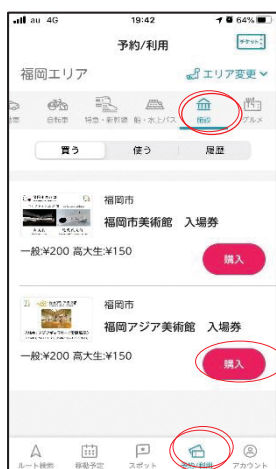 au 4G 19:42 64%
予約/利用
チケット
福岡エリア エリア変更
自転車 特急・新幹線 船・水上バス 施設 グルメ
買う 使う 履歴
福岡市
福岡市美術館 入場券
一般:¥200 高大生:¥150
購入
福岡市
福岡アジア美術館 入場券
一般:¥200 高大生:¥150
購入
ルート検索 移動予定 スポット 予約/利用 アカウント